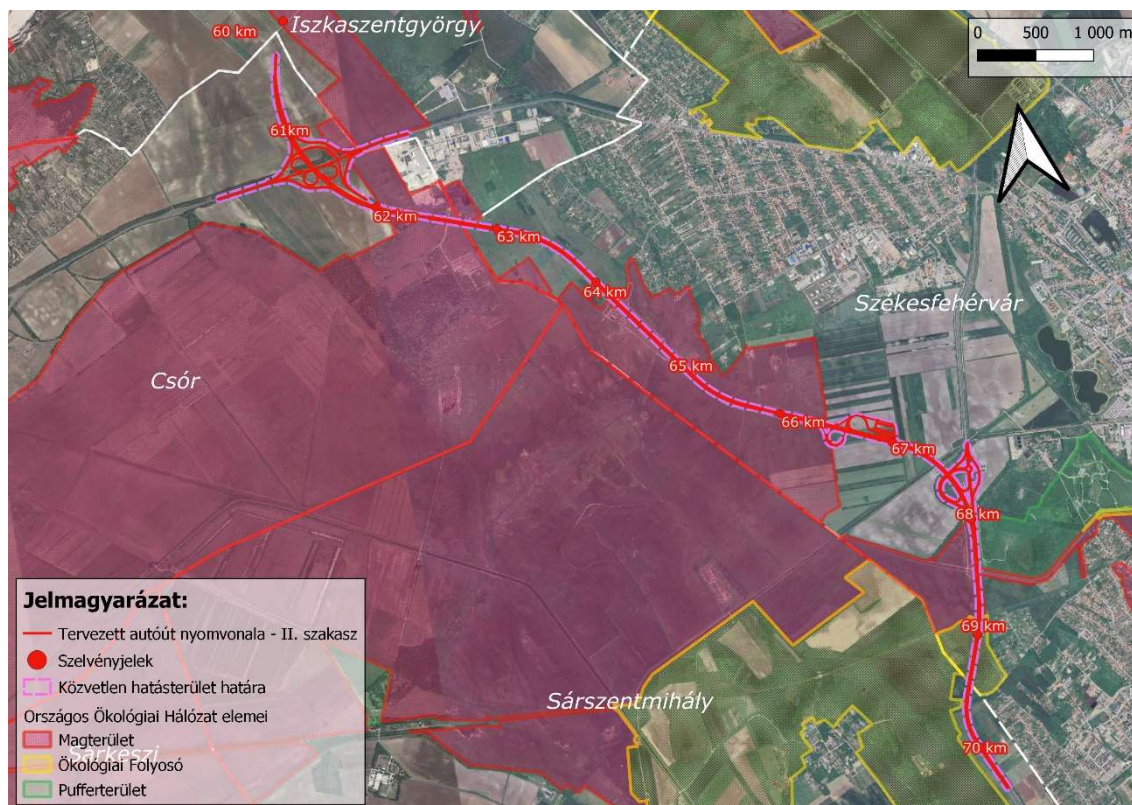 60 km
Iszkaszentgyörgy
0 500 1 000 m
61km
62 km
63 km
64 km
Székesfehérvár
65 km
Csór
66 km
67 km
68 km
69 km
Sárszentmihály
70 km
Jelmagyarázat:
Tervezett autóút nyomvonala - II. szakasz
Szelvényjelek
Közvetlen hatásterület határa
Országos Ökológiai Hálózat elemei
Magterület
Sárkeszi
Ökológiai Folyosó
Pufferterület